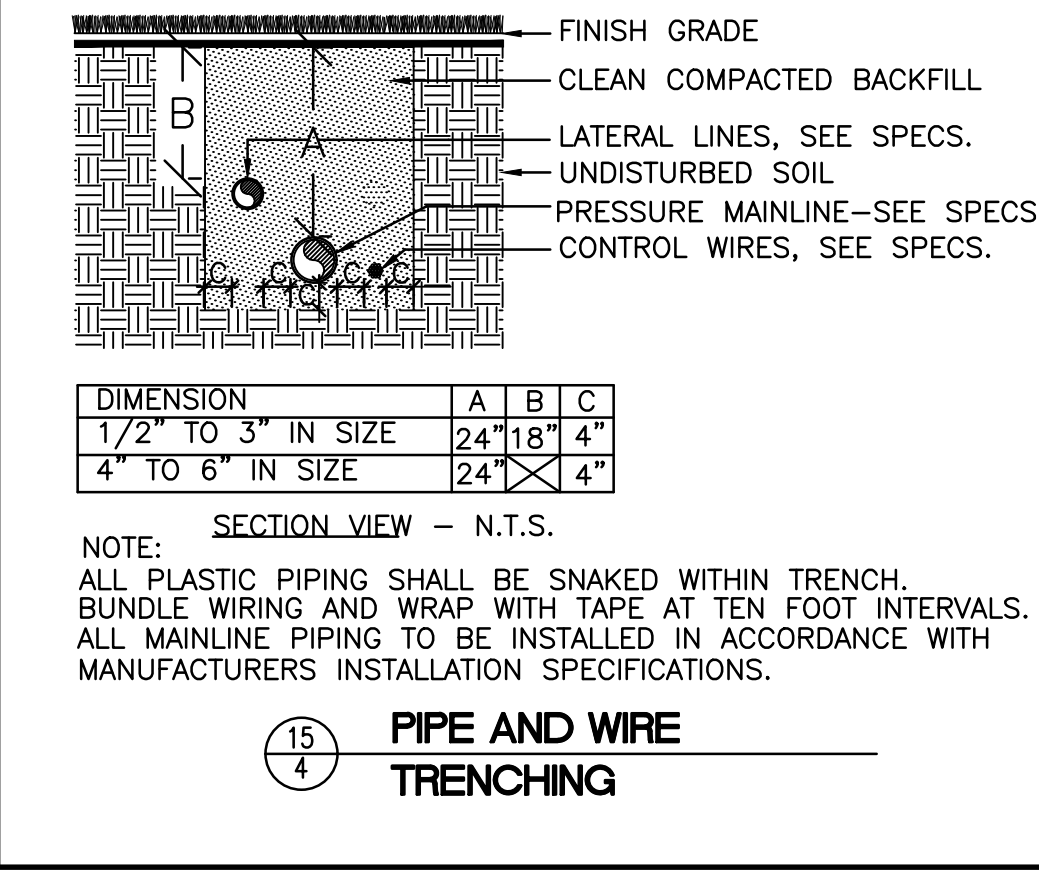 FINISH GRADE
CLEAN COMPACTED BACKFILL
B
A
LATERAL LINES, SEE SPECS.
UNDISTURBED SOIL
PRESSURE MAINLINE-SEE SPECS
CONTROL WIRES, SEE SPECS.
C C C C
C
DIMENSION A B C
1/2" TO 3" IN SIZE 24" 18" 4"
4" TO 6" IN SIZE 24" 4"
SECTION VIEW - N.T.S.
NOTE:
ALL PLASTIC PIPING SHALL BE SNAKED WITHIN TRENCH.
BUNDLE WIRING AND WRAP WITH TAPE AT TEN FOOT INTERVALS.
ALL MAINLINE PIPING TO BE INSTALLED IN ACCORDANCE WITH
MANUFACTURERS INSTALLATION SPECIFICATIONS.
15
4
PIPE AND WIRE
TRENCHING